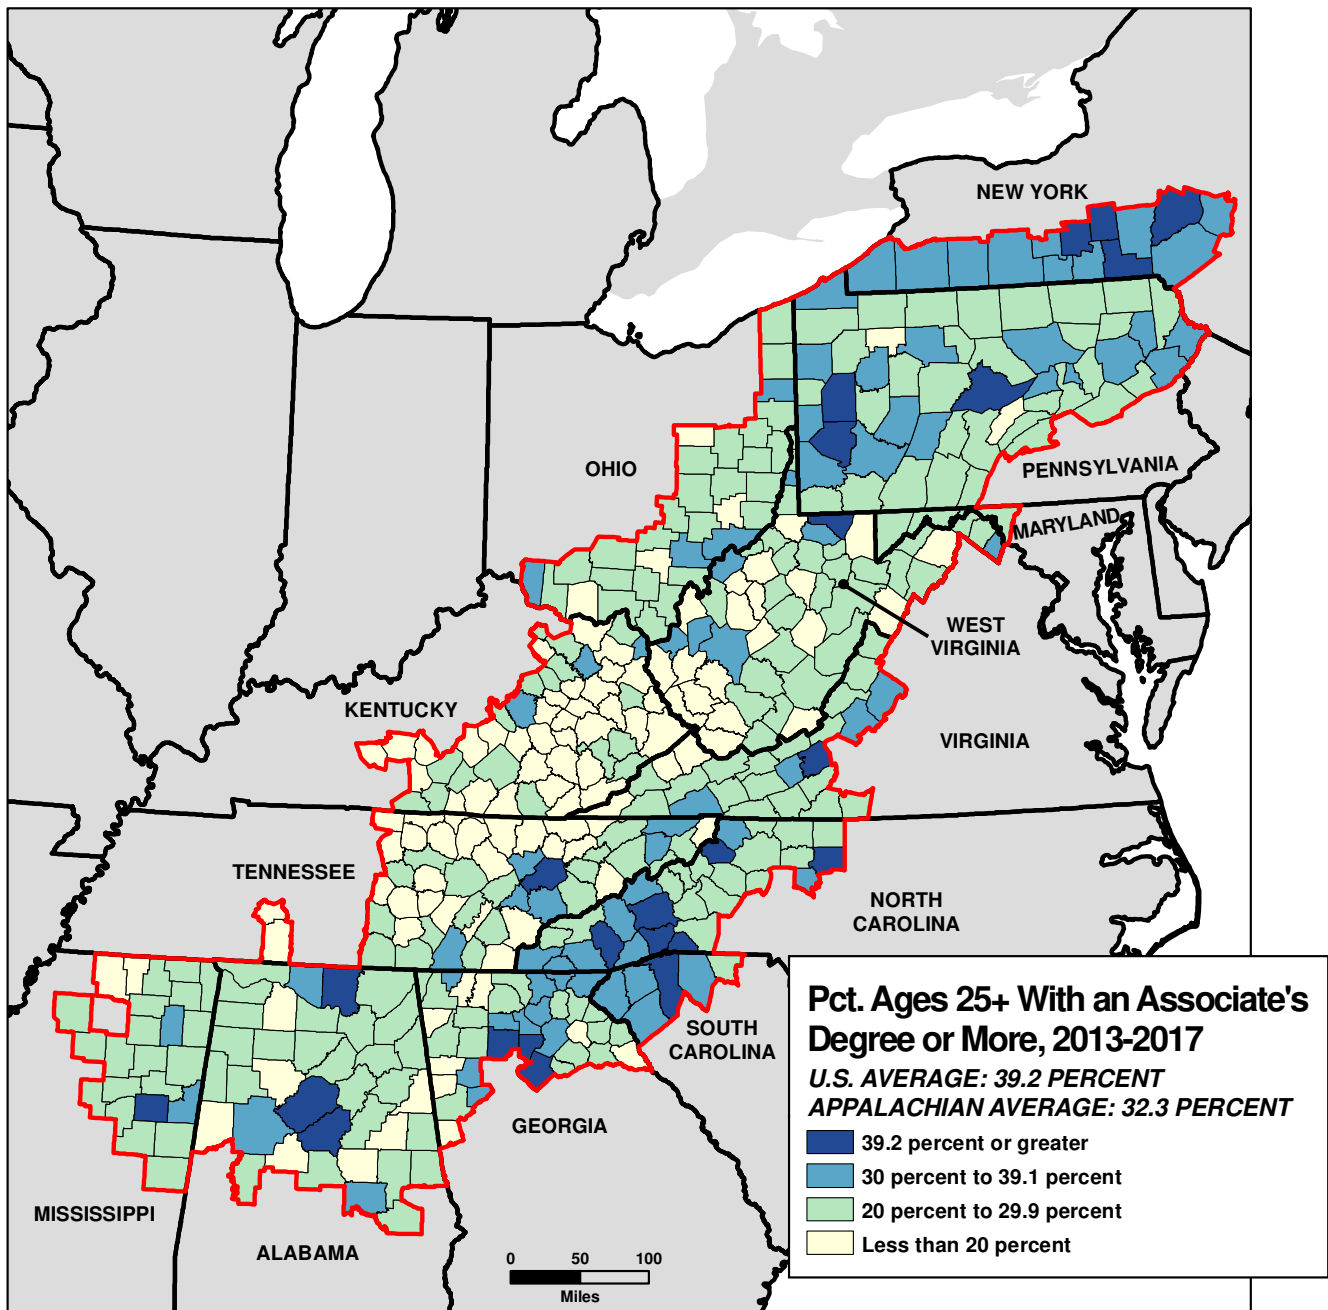 NEW YORK
OHIO
PENNSYLVANIA
MARYLAND
WEST
VIRGINIA
KENTUCKY
VIRGINIA
TENNESSEE
NORTH
CAROLINA
SOUTH
CAROLINA
GEORGIA
MISSISSIPPI
ALABAMA
0 50 100
Miles
Pct. Ages 25+ With an Associate's
Degree or More, 2013-2017
U.S. AVERAGE: 39.2 PERCENT
APPALACHIAN AVERAGE: 32.3 PERCENT
39.2 percent or greater
30 percent to 39.1 percent
20 percent to 29.9 percent
Less than 20 percent